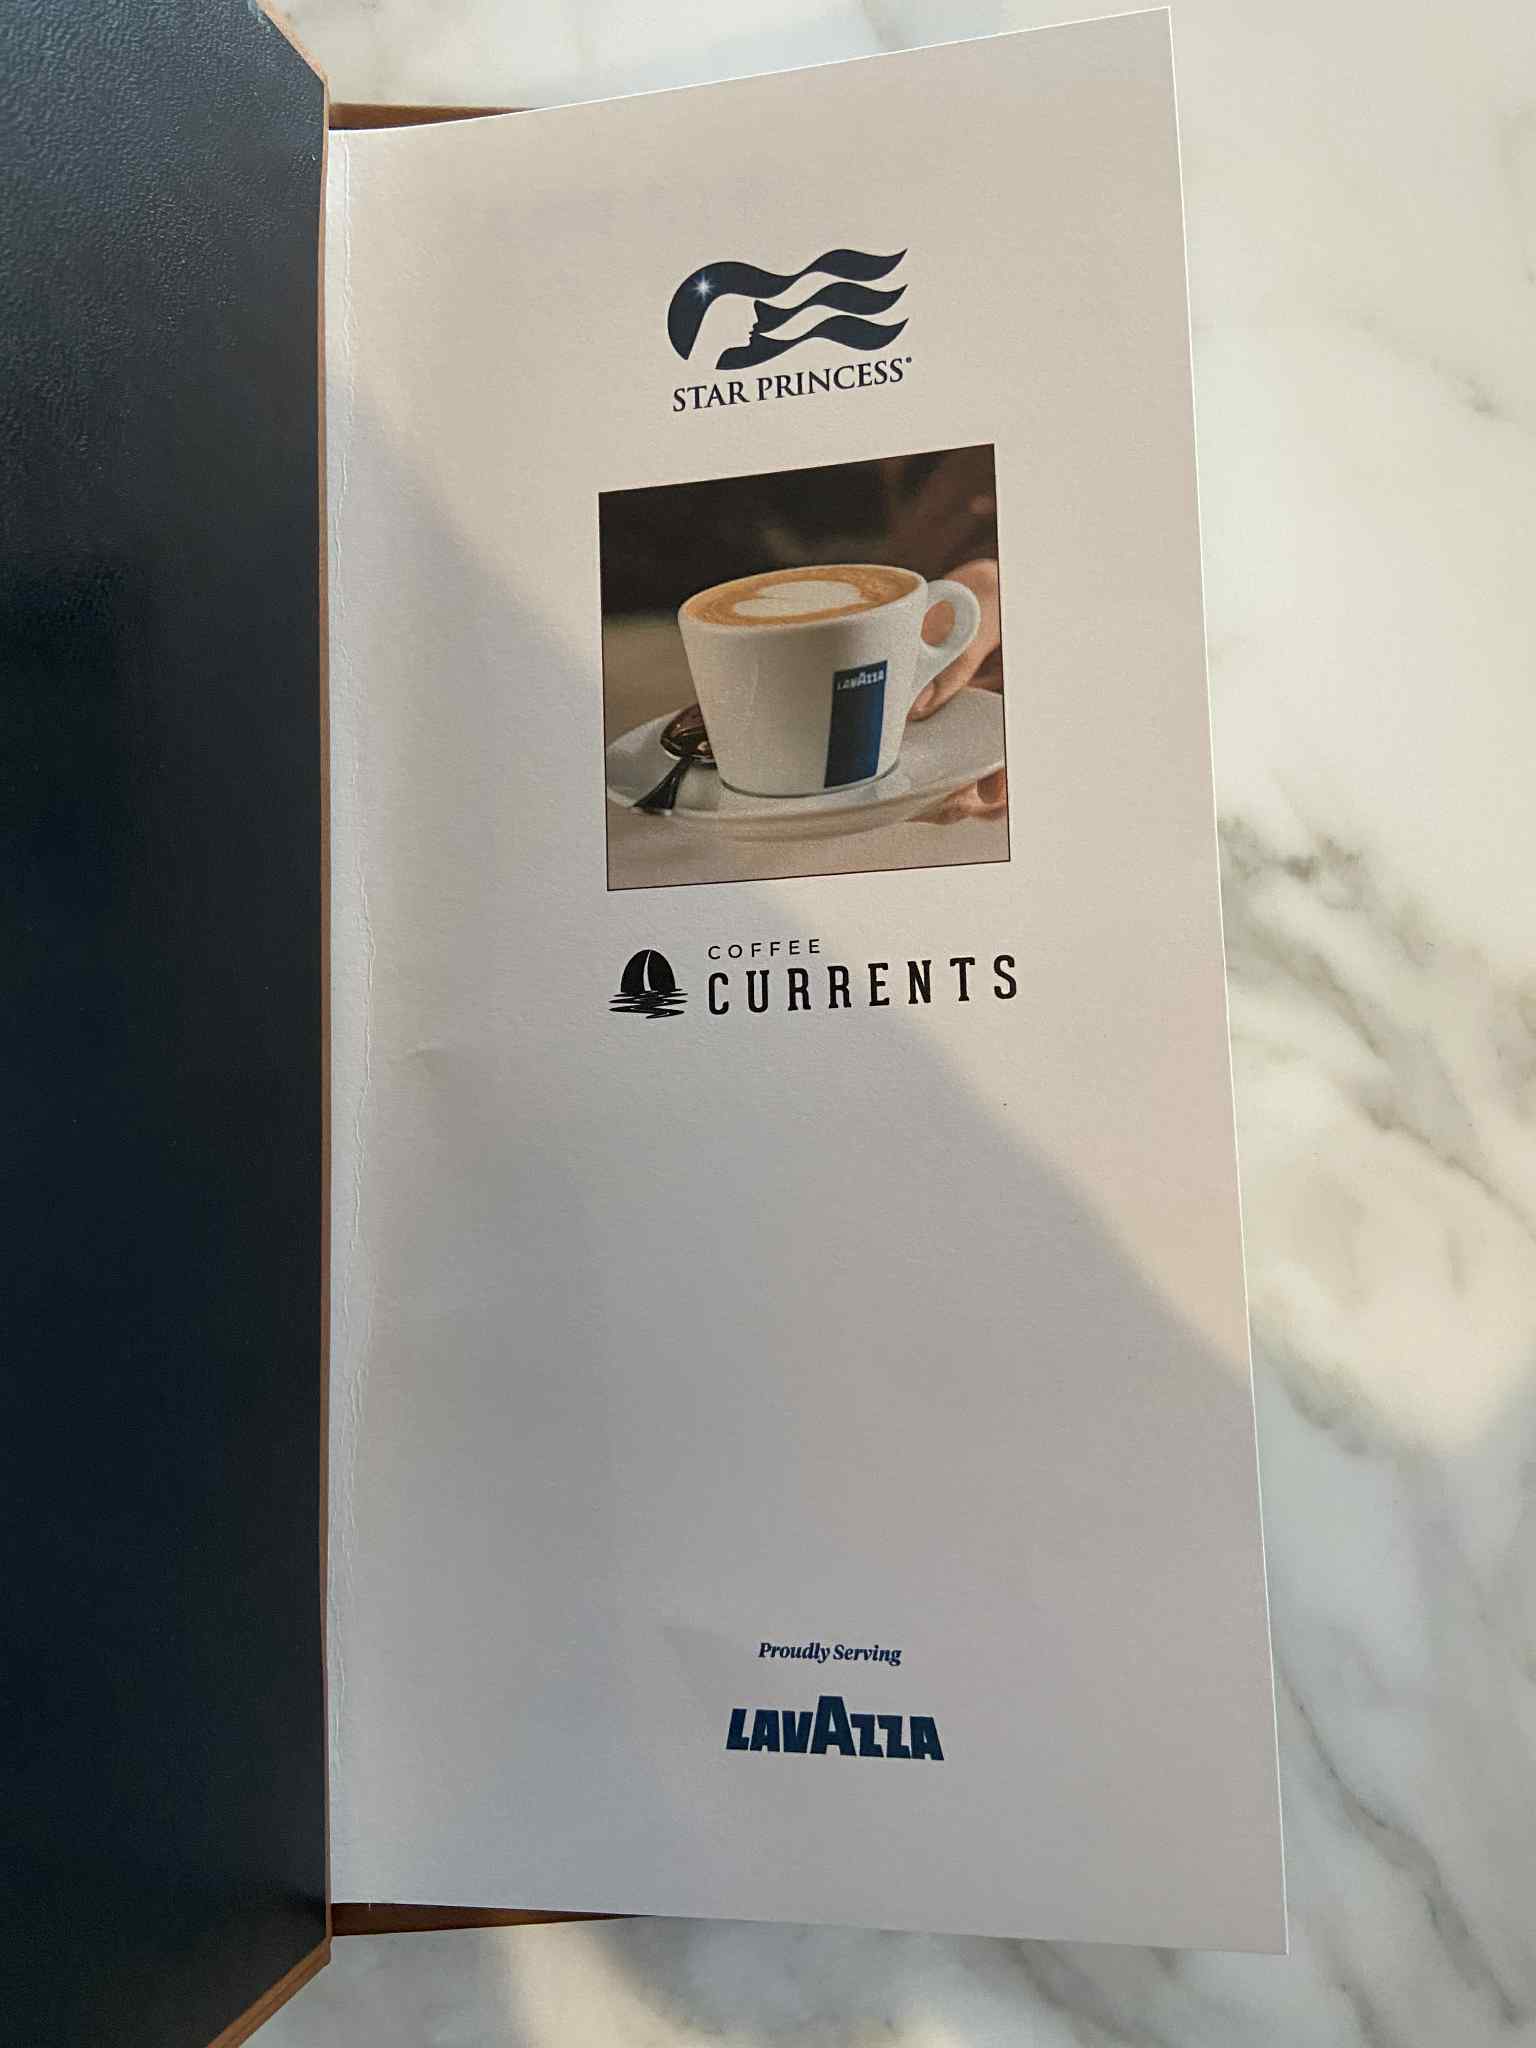 STAR PRINCESS®
LAVAZZA
COFFEE
CURRENTS
Proudly Serving
LAVAZZA